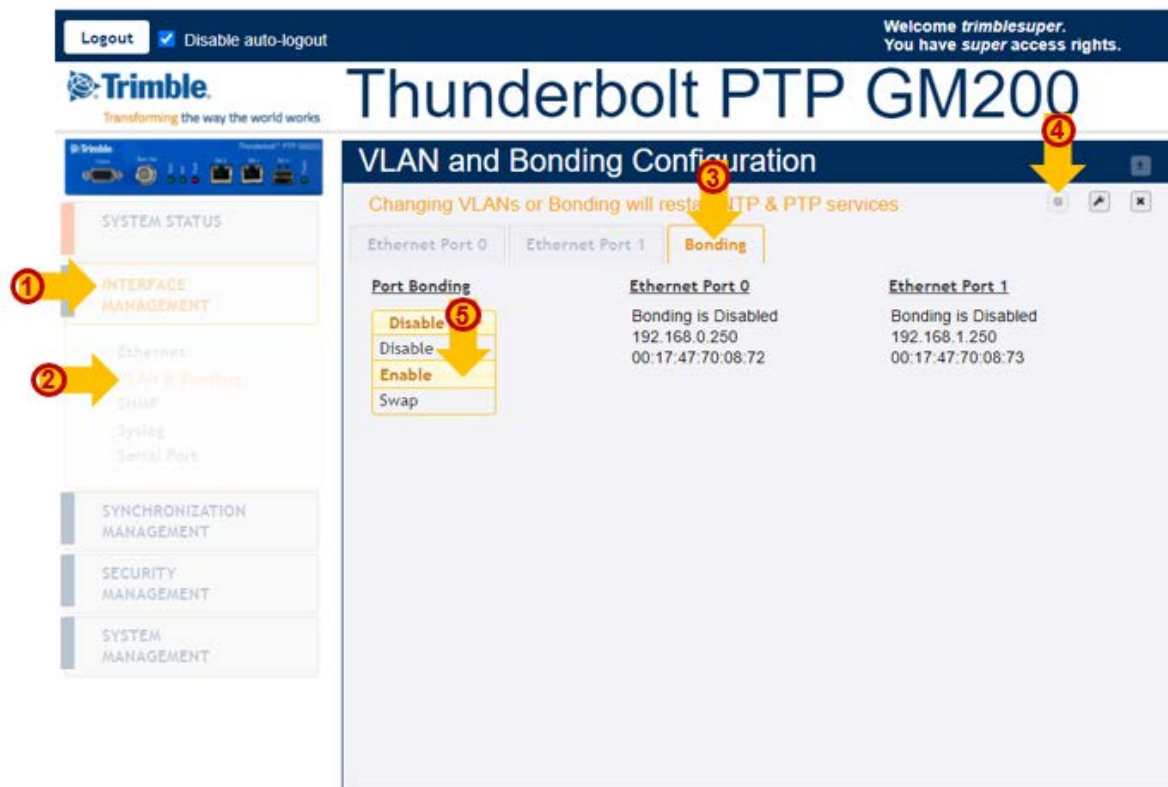 Logout
Disable auto-logout
Welcome trimblesuper.
You have super access rights.
Trimble.
Transforming the way the world works
Thunderbolt PTP GM200
VLAN and Bonding Configuration
Changing VLANs or Bonding will NTP & PTP services
Ethernet Port 0
Ethernet Port 1
Bonding
SYSTEM STATUS
INTERFACE
MANAGEMENT
Ethernet
VLAN & Bonding
SNMP
Syslog
Serial Port
SYNCHRONIZATION
MANAGEMENT
SECURITY
MANAGEMENT
SYSTEM
MANAGEMENT
Port Bonding
Disable
Disable
Enable
Swap
Ethernet Port 0
Bonding is Disabled
192.168.0.250
00:17:47:70:08:72
Ethernet Port 1
Bonding is Disabled
192.168.1.250
00:17:47:70:08:73
1
2
3
4
5